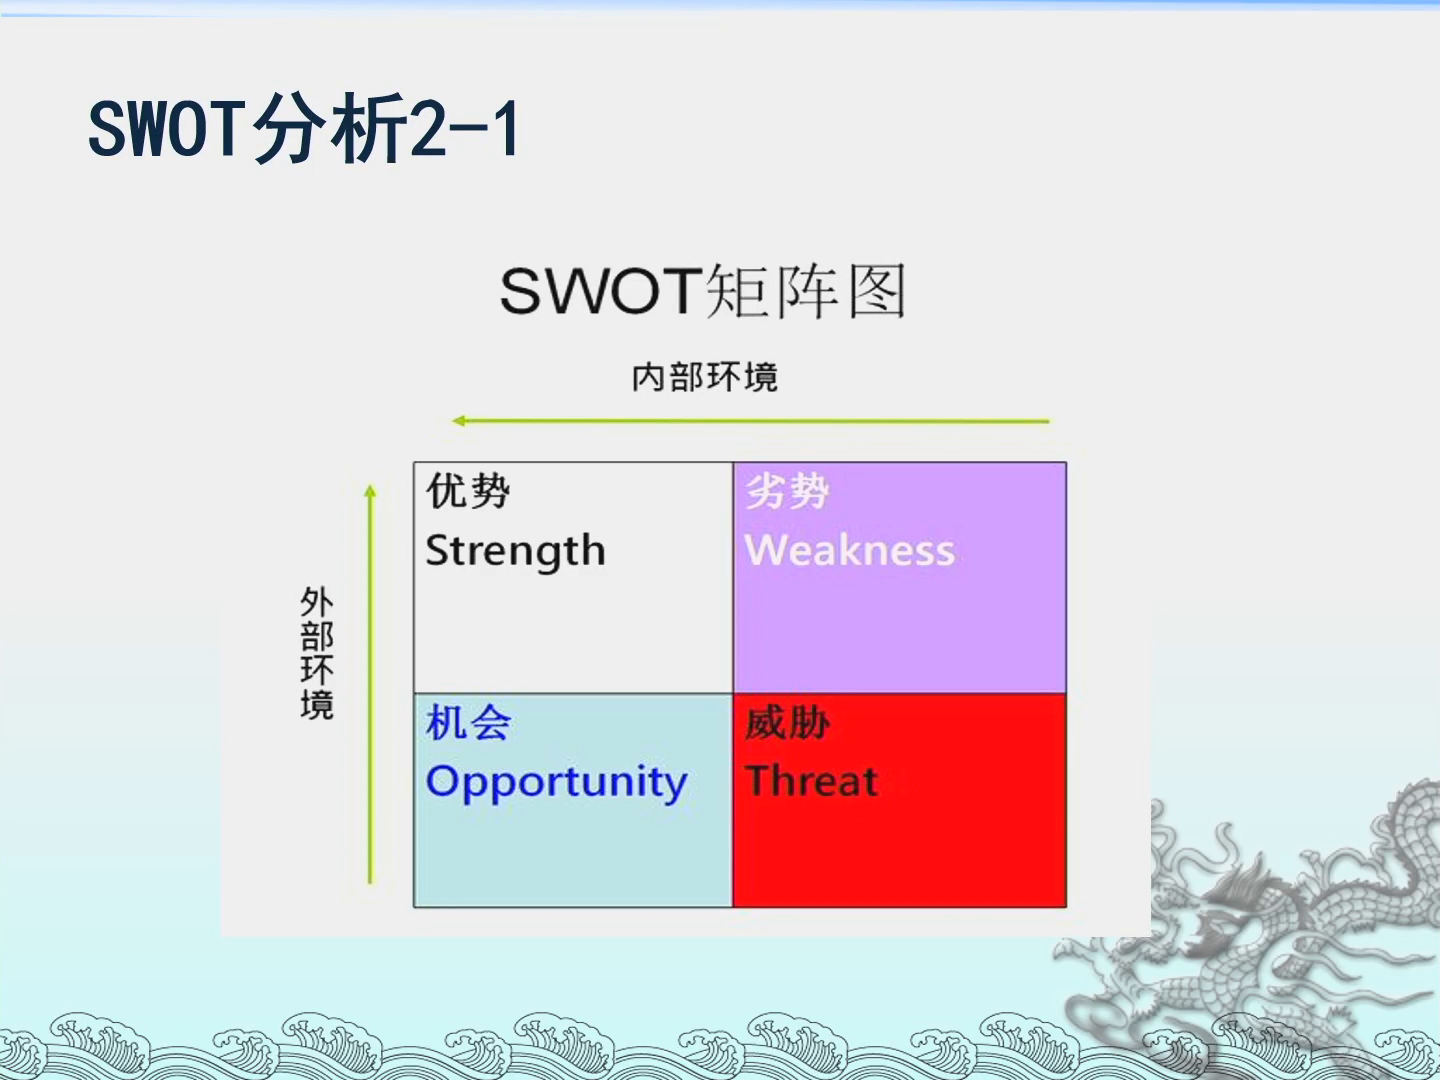 SWOT分析2-1
SWOT矩阵图
内部环境
外部环境
优势
Strength
劣势
Weakness
机会
Opportunity
威胁
Threat